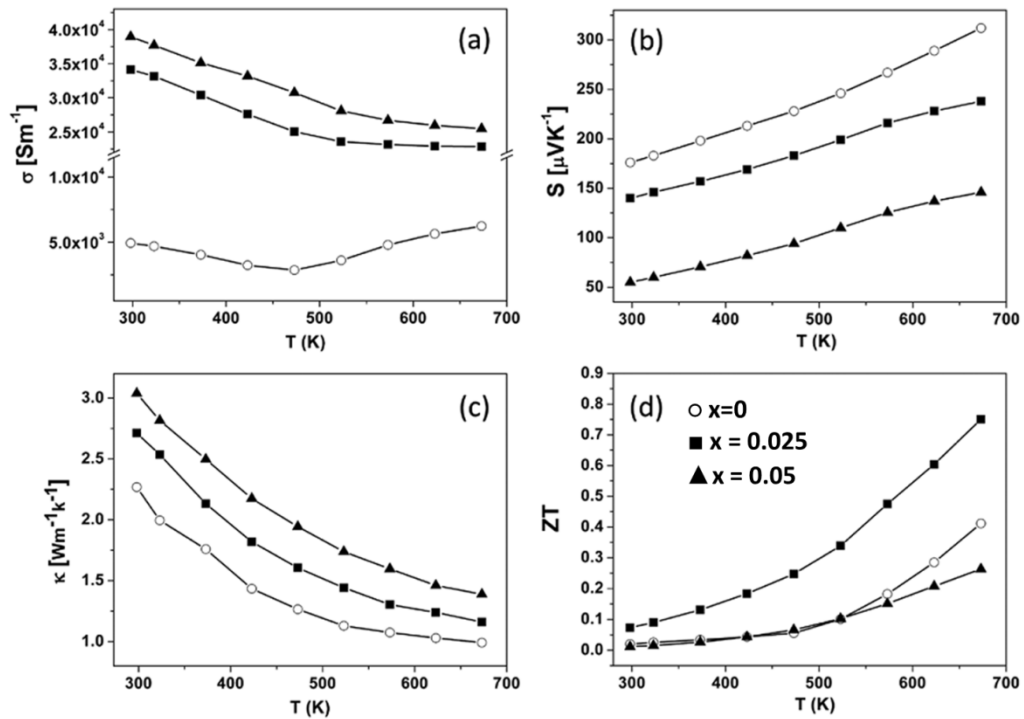 (a)
4.0x10⁴
3.5x10⁴
3.0x10⁴
2.5x10⁴
1.0x10⁴
5.0x10³
σ [Sm⁻¹]
300 400 500 600 700
T (K)
(b)
300
250
200
150
100
50
S [μVK⁻¹]
300 400 500 600 700
T (K)
(c)
3.0
2.5
2.0
1.5
1.0
κ [Wm⁻¹k⁻¹]
300 400 500 600 700
T (K)
(d)
0.9
0.8
0.7
0.6
0.5
0.4
0.3
0.2
0.1
0.0
ZT
x=0
x = 0.025
x = 0.05
300 400 500 600 700
T (K)